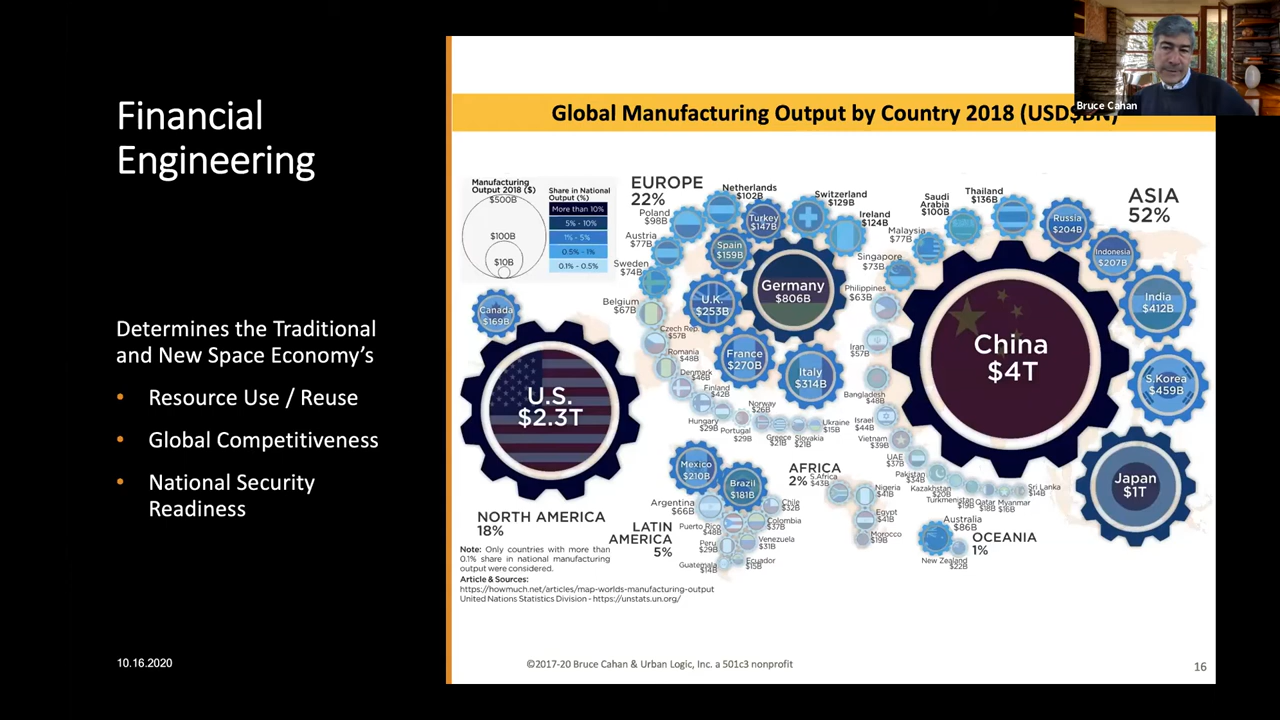 Financial
Engineering
Determines the Traditional
and New Space Economy's
• Resource Use / Reuse
• Global Competitiveness
• National Security
Readiness
10.16.2020
Bruce Cahan
Global Manufacturing Output by Country 2018 (USD$BN)
Manufacturing
Output 2018 ($)
$500B
$100B
$10B
Share in National
Output (%)
More than 10%
5% - 10%
1% - 5%
0.5% - 1%
0.1% - 0.5%
Canada
$169B
U.S.
$2.3T
NORTH AMERICA
18%
EUROPE
22%
Netherlands
$102B
Poland
$98B
Turkey
$147B
Switzerland
$129B
Ireland
$124B
Austria
$77B
Spain
$159B
Sweden
$74B
Germany
$806B
Belgium
$67B
U.K.
$253B
Czech Rep.
$57B
Romania
$48B
France
$270B
Italy
$314B
Denmark
$46B
Finland
$42B
Hungary
$29B
Portugal
$29B
Norway
$26B
Greece
$21B
Slovakia
$21B
Ukraine
$15B
ASIA
52%
Saudi
Arabia
$100B
Thailand
$136B
Russia
$204B
Malaysia
$77B
Indonesia
$207B
Singapore
$73B
India
$412B
Philippines
$63B
China
$4T
Iran
$57B
S.Korea
$459B
Bangladesh
$48B
Israel
$44B
Vietnam
$39B
UAE
$37B
Pakistan
$34B
Kazakhstan
$20B
Turkmenistan
$19B
Qatar
$18B
Myanmar
$16B
Sri Lanka
$14B
Japan
$1T
Mexico
$210B
Brazil
$181B
Argentina
$66B
LATIN
AMERICA
5%
Puerto Rico
$48B
Peru
$29B
Guatemala
$14B
Chile
$32B
Colombia
$37B
Venezuela
$31B
Ecuador
$15B
AFRICA
2%
S.Africa
$43B
Nigeria
$41B
Egypt
$41B
Morocco
$19B
Australia
$86B
OCEANIA
1%
New Zealand
$22B
Note: Only countries with more than
0.1% share in national manufacturing
output were considered.
Article & Sources:
https://howmuch.net/articles/map-worlds-manufacturing-output
United Nations Statistics Division - https://unstats.un.org/
©2017-20 Bruce Cahan & Urban Logic, Inc. a 501c3 nonprofit
16